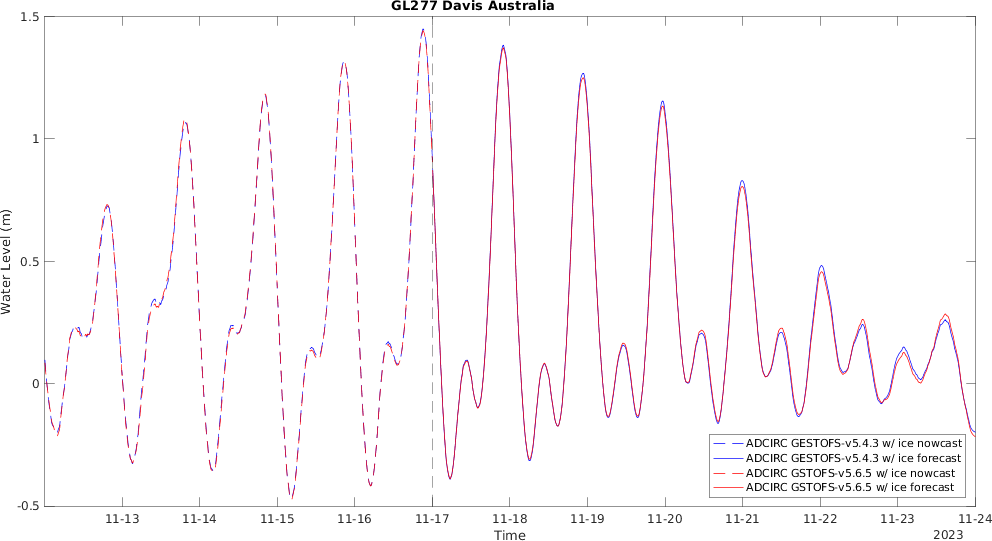 GL277 Davis Australia
Water Level (m)
1.5
1
0.5
0
-0.5
ADCIRC GESTOFS-v5.4.3 w/ ice nowcast
ADCIRC GESTOFS-v5.4.3 w/ ice forecast
ADCIRC GSTOFS-v5.6.5 w/ ice nowcast
ADCIRC GSTOFS-v5.6.5 w/ ice forecast
11-13 11-14 11-15 11-16 11-17 11-18 11-19 11-20 11-21 11-22 11-23 11-24
Time
2023